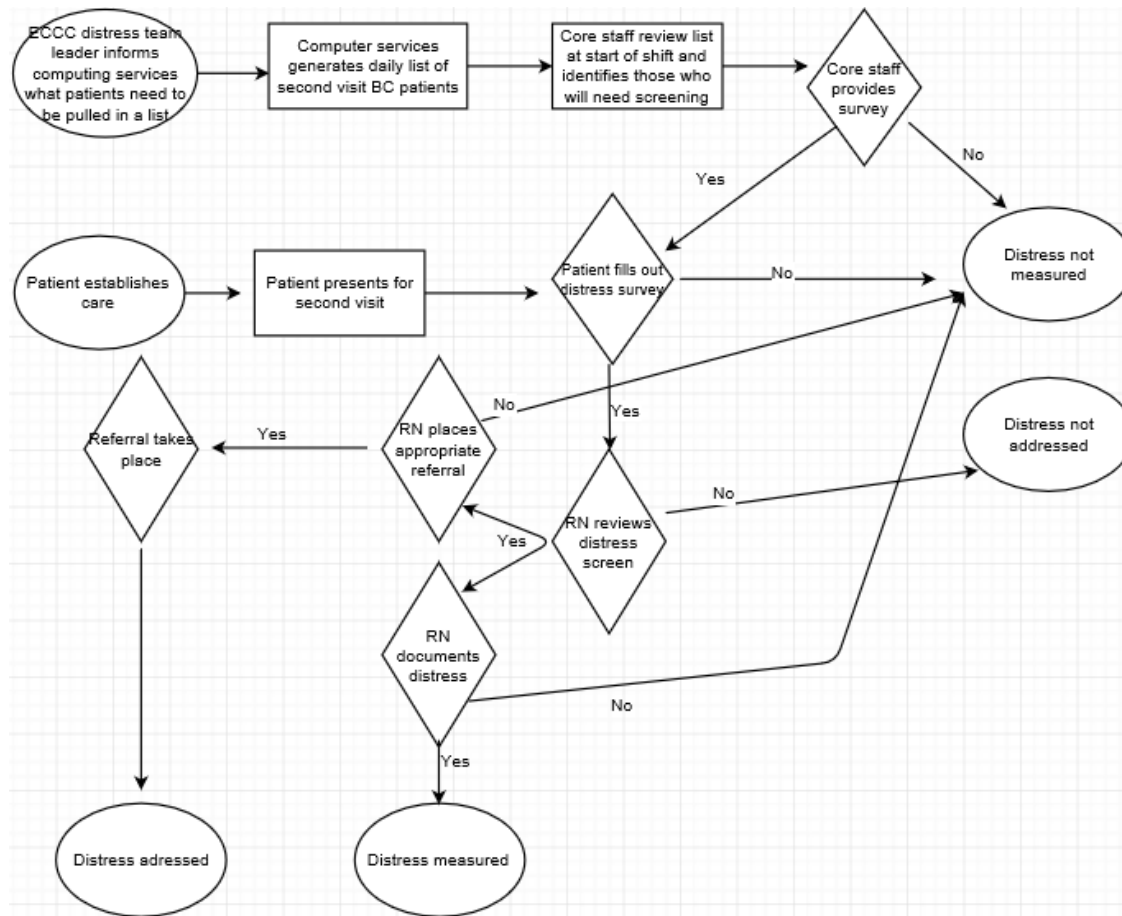 ECCC distress team
leader informs
computing services
what patients need to
be pulled in a list
Computer services
generates daily list of
second visit BC patients
Core staff review list
at start of shift and
identifies those who
will need screening
Core staff
provides
survey
No
Yes
Patient establishes
care
Patient presents for
second visit
Patient fills out
distress survey
No
Distress not
measured
Yes
Referral takes
place
Yes
RN places
appropriate
referral
No
Distress not
addressed
RN reviews
distress
screen
No
Yes
RN
documents
distress
No
Yes
Distress adressed
Distress measured